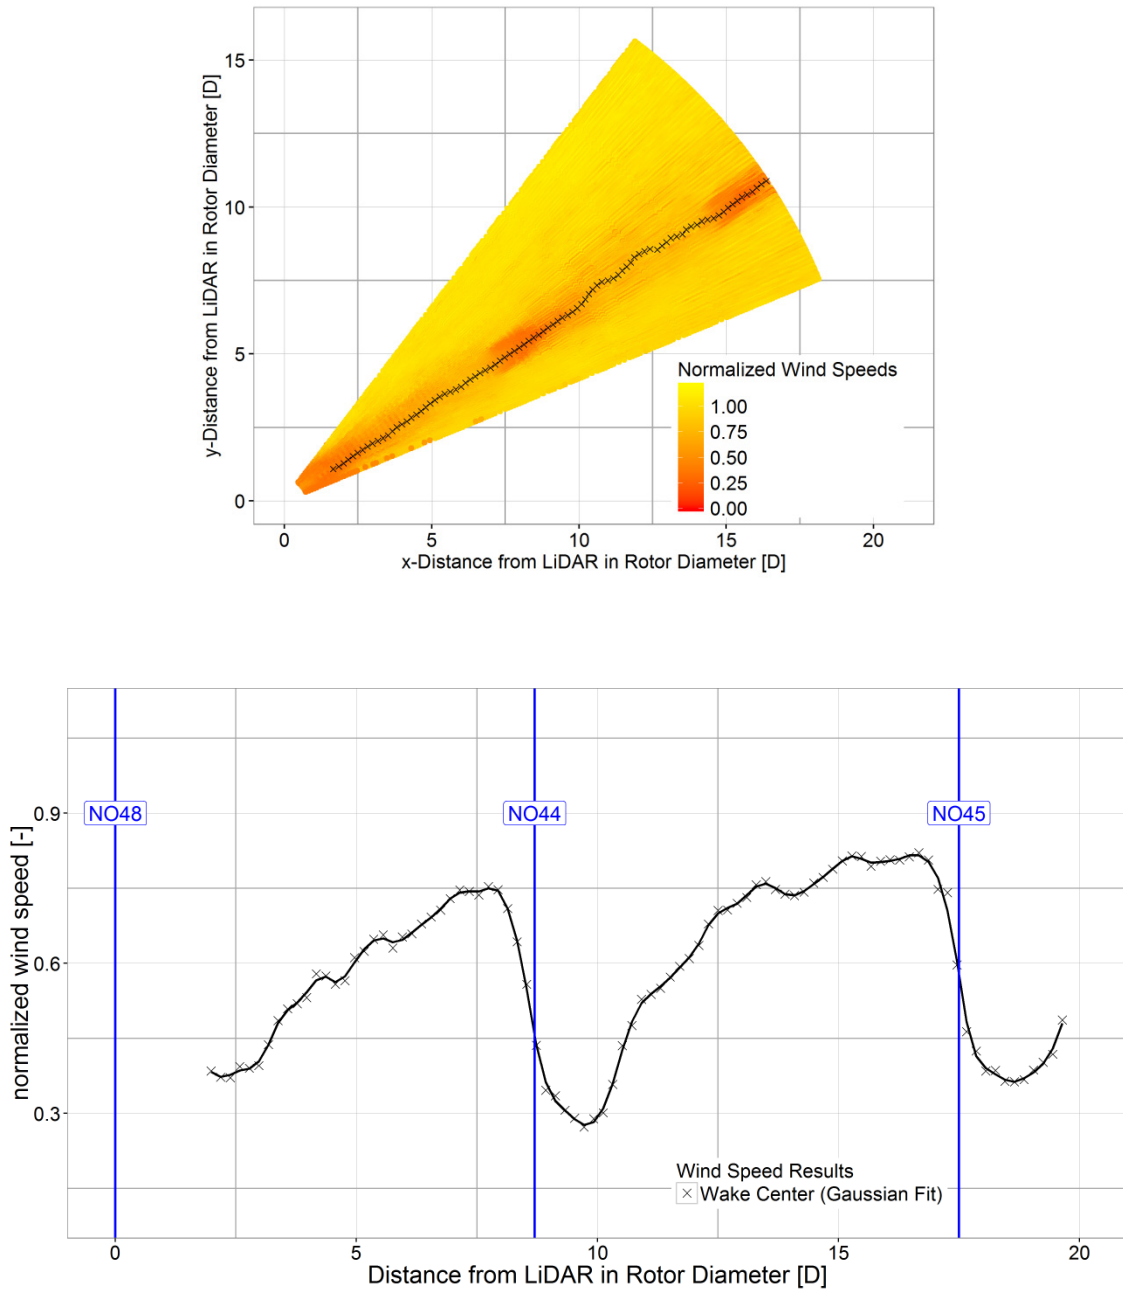 15
10
5
0
y-Distance from LiDAR in Rotor Diameter [D]
Normalized Wind Speeds
1.00
0.75
0.50
0.25
0.00
0 5 10 15 20
x-Distance from LiDAR in Rotor Diameter [D]
normalized wind speed [-]
0.9
0.6
0.3
NO48 NO44 NO45
Wind Speed Results
Wake Center (Gaussian Fit)
0 5 10 15 20
Distance from LiDAR in Rotor Diameter [D]